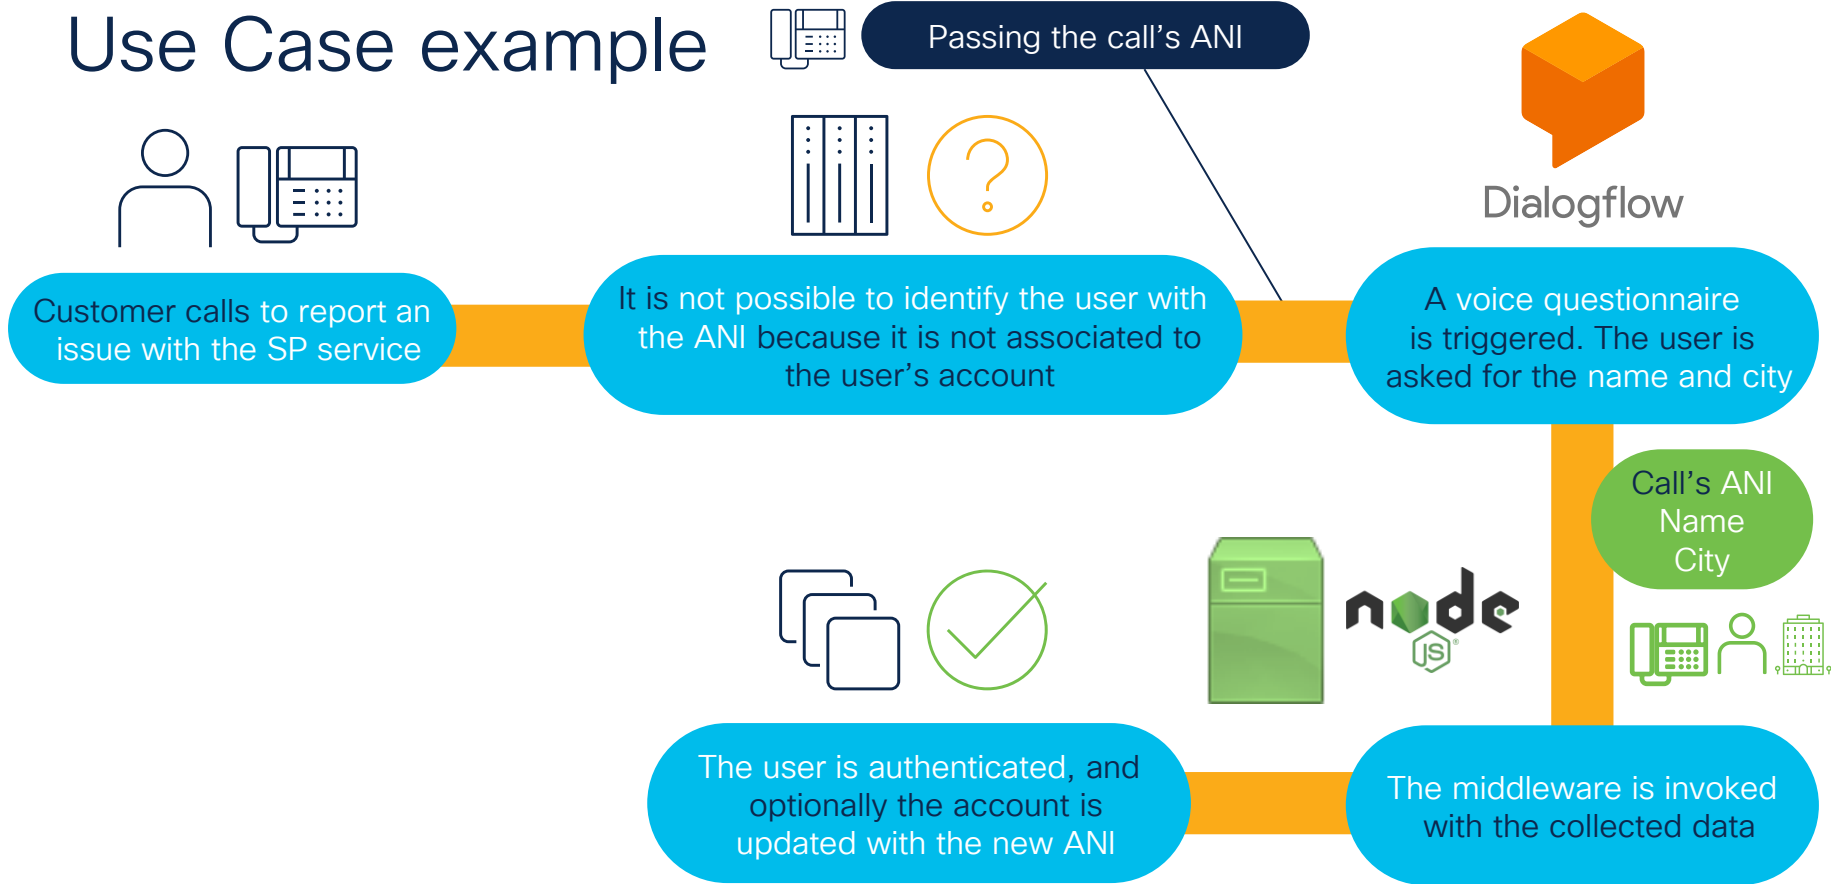 Use Case example
Passing the call's ANI
Dialogflow
Customer calls to report an
issue with the SP service
It is not possible to identify the user with
the ANI because it is not associated to
the user's account
A voice questionnaire
is triggered. The user is
asked for the name and city
Call's ANI
Name
City
node
JS®
The user is authenticated, and
optionally the account is
updated with the new ANI
The middleware is invoked
with the collected data